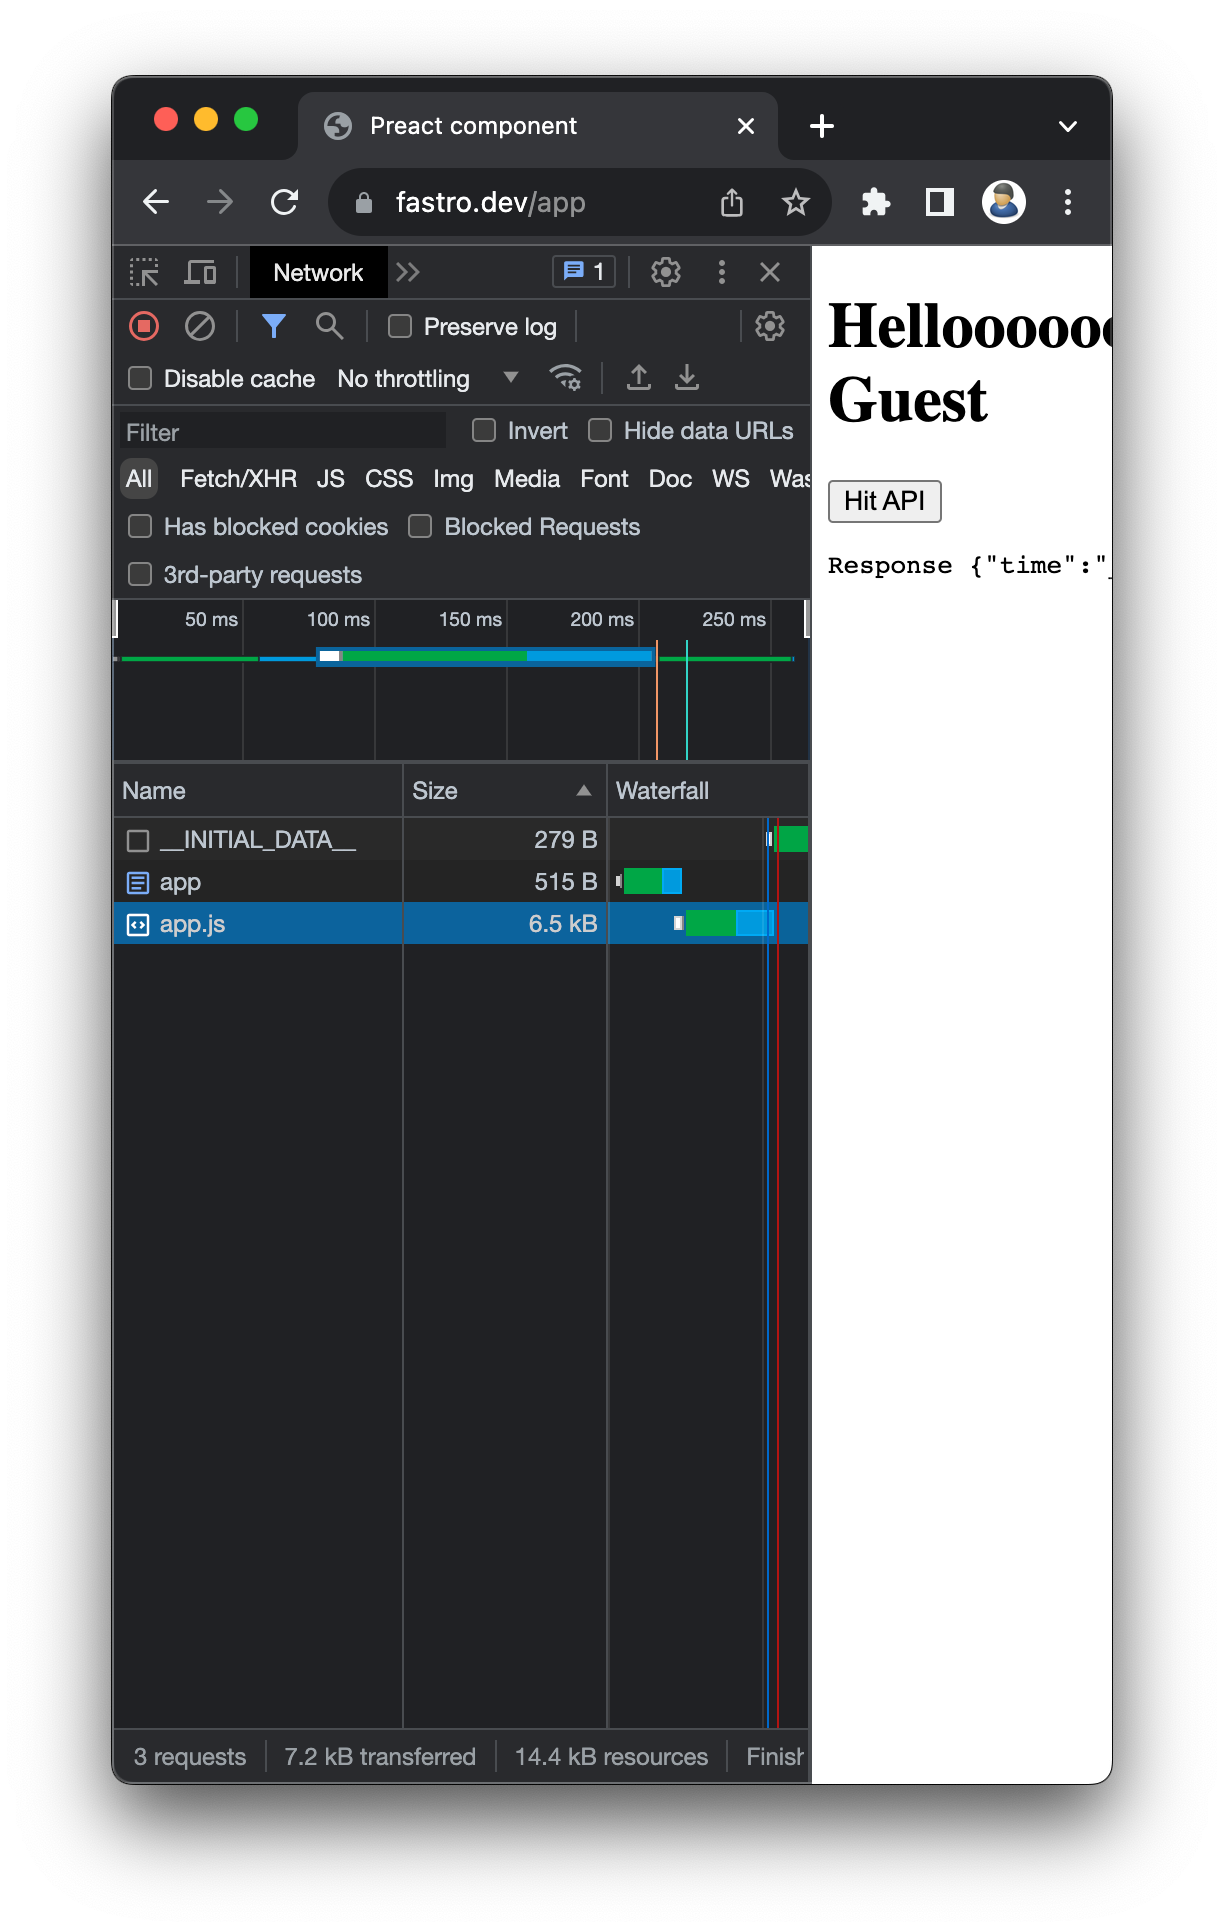 Preact component
fastro.dev/app
Network
1
Preserve log
Disable cache No throttling
Filter
Invert
Hide data URLs
All Fetch/XHR JS CSS Img Media Font Doc WS Was
Has blocked cookies
Blocked Requests
3rd-party requests
50 ms 100 ms 150 ms 200 ms 250 ms
Name Size Waterfall
__INITIAL_DATA__ 279 B
app 515 B
app.js 6.5 kB
3 requests 7.2 kB transferred 14.4 kB resources Finish
Helloooooo
Guest
Hit API
Response {"time":"_